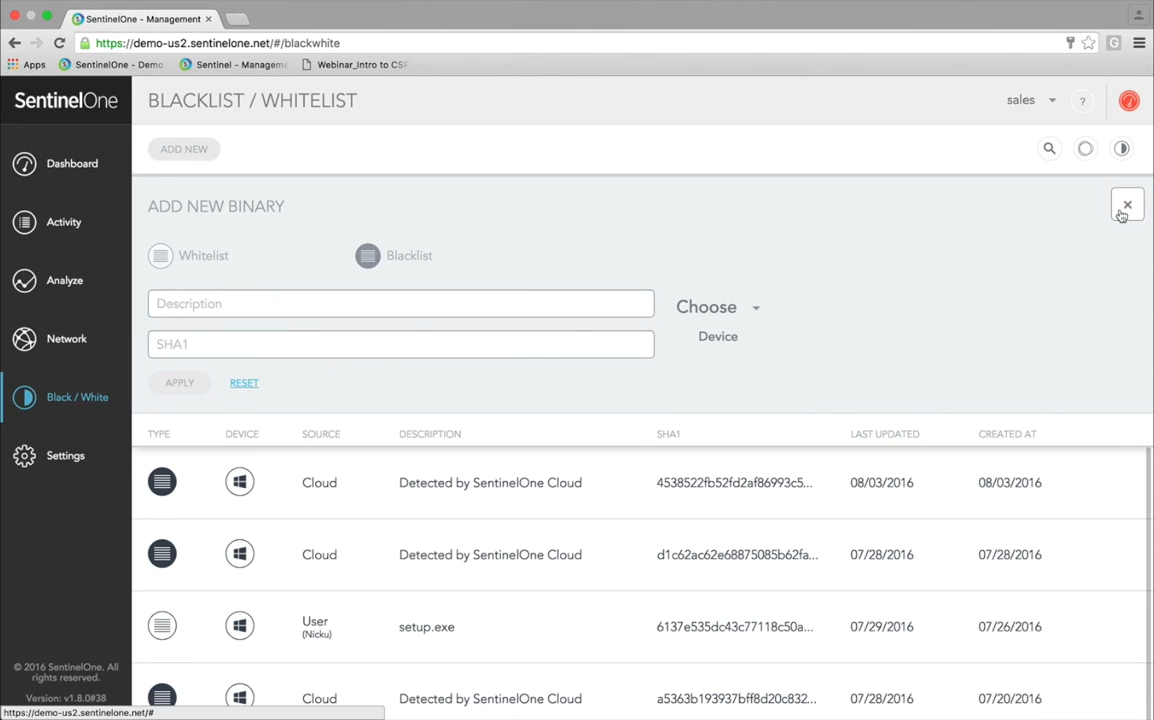 SentinelOne - Management
https://demo-us2.sentinelone.net/#/blackwhite
Apps SentinelOne - Demo Sentinel - Manageme Webinar_Intro to CSP
SentinelOne
BLACKLIST / WHITELIST
sales
?
ADD NEW
Dashboard
Activity
Analyze
Network
Black / White
Settings
ADD NEW BINARY
Whitelist Blacklist
Description
Choose
SHA1
Device
APPLY RESET
TYPE DEVICE SOURCE DESCRIPTION SHA1 LAST UPDATED CREATED AT
Cloud Detected by SentinelOne Cloud 4538522fb52fd2af86993c5... 08/03/2016 08/03/2016
Cloud Detected by SentinelOne Cloud d1c62ac62e68875085b62fa... 07/28/2016 07/28/2016
User
(Nicku)
setup.exe 6137e535dc43c77118c50a... 07/29/2016 07/26/2016
Cloud Detected by SentinelOne Cloud a5363b193937bff8d20c832... 07/28/2016 07/20/2016
© 2016 SentinelOne. All
rights reserved.
Version: v1.8.0#38
https://demo-us2.sentinelone.net/#